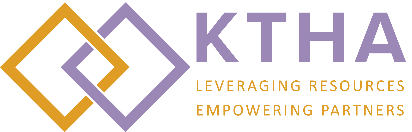 KTHA
LEVERAGING RESOURCES
EMPOWERING PARTNERS